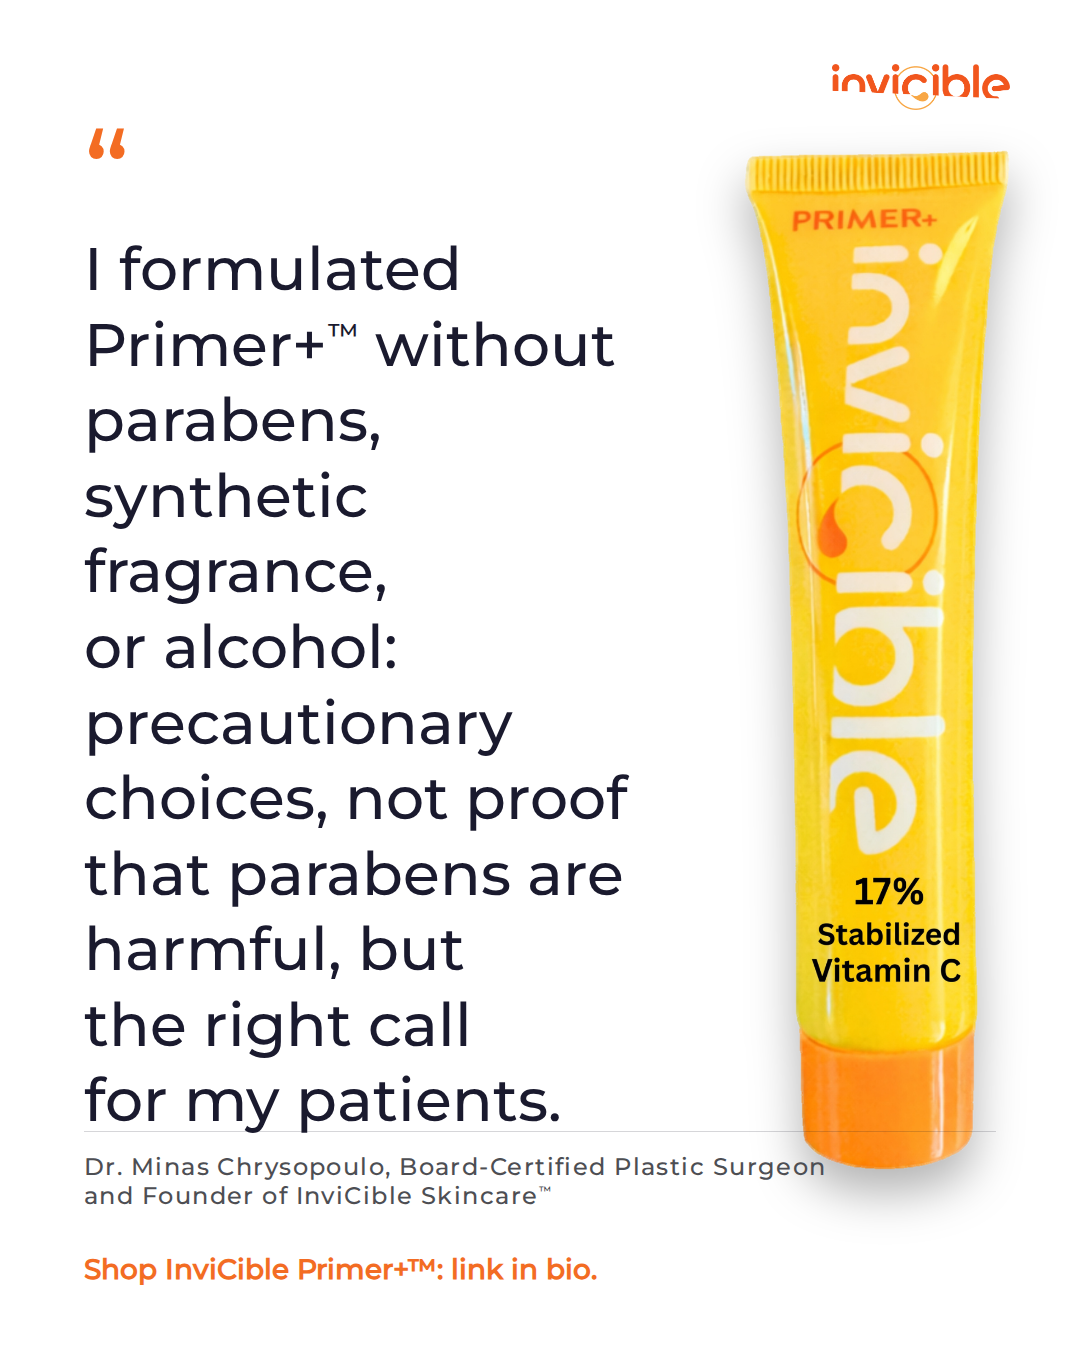 invicible
“
I formulated
Primer+™ without
parabens,
synthetic
fragrance,
or alcohol:
precautionary
choices, not proof
that parabens are
harmful, but
the right call
for my patients.
PRIMER+
invicible
17%
Stabilized
Vitamin C
Dr. Minas Chrysopoulo, Board-Certified Plastic Surgeon
and Founder of InviCible Skincare™
Shop InviCible Primer+™: link in bio.